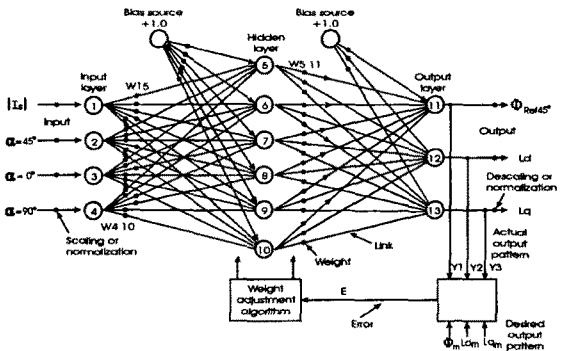 Bias source
+1.0
Bias source
+1.0
Hidden
layer
Input
layer
W15
5
W5 11
Output
layer
|Is|
1
6
11
Φ Ref45°
Input
Output
α=45°
2
7
12
Ld
α=0°
3
8
Descaling or
normalization
α=90°
4
9
13
Lq
W4 10
Scaling or
normalization
10
Link
Weight
Actual
output
pattern
Y1
Y2
Y3
Weight
adjustment
algorithm
E
Error
Φm
Ldm
Lqm
Desired
output
pattern